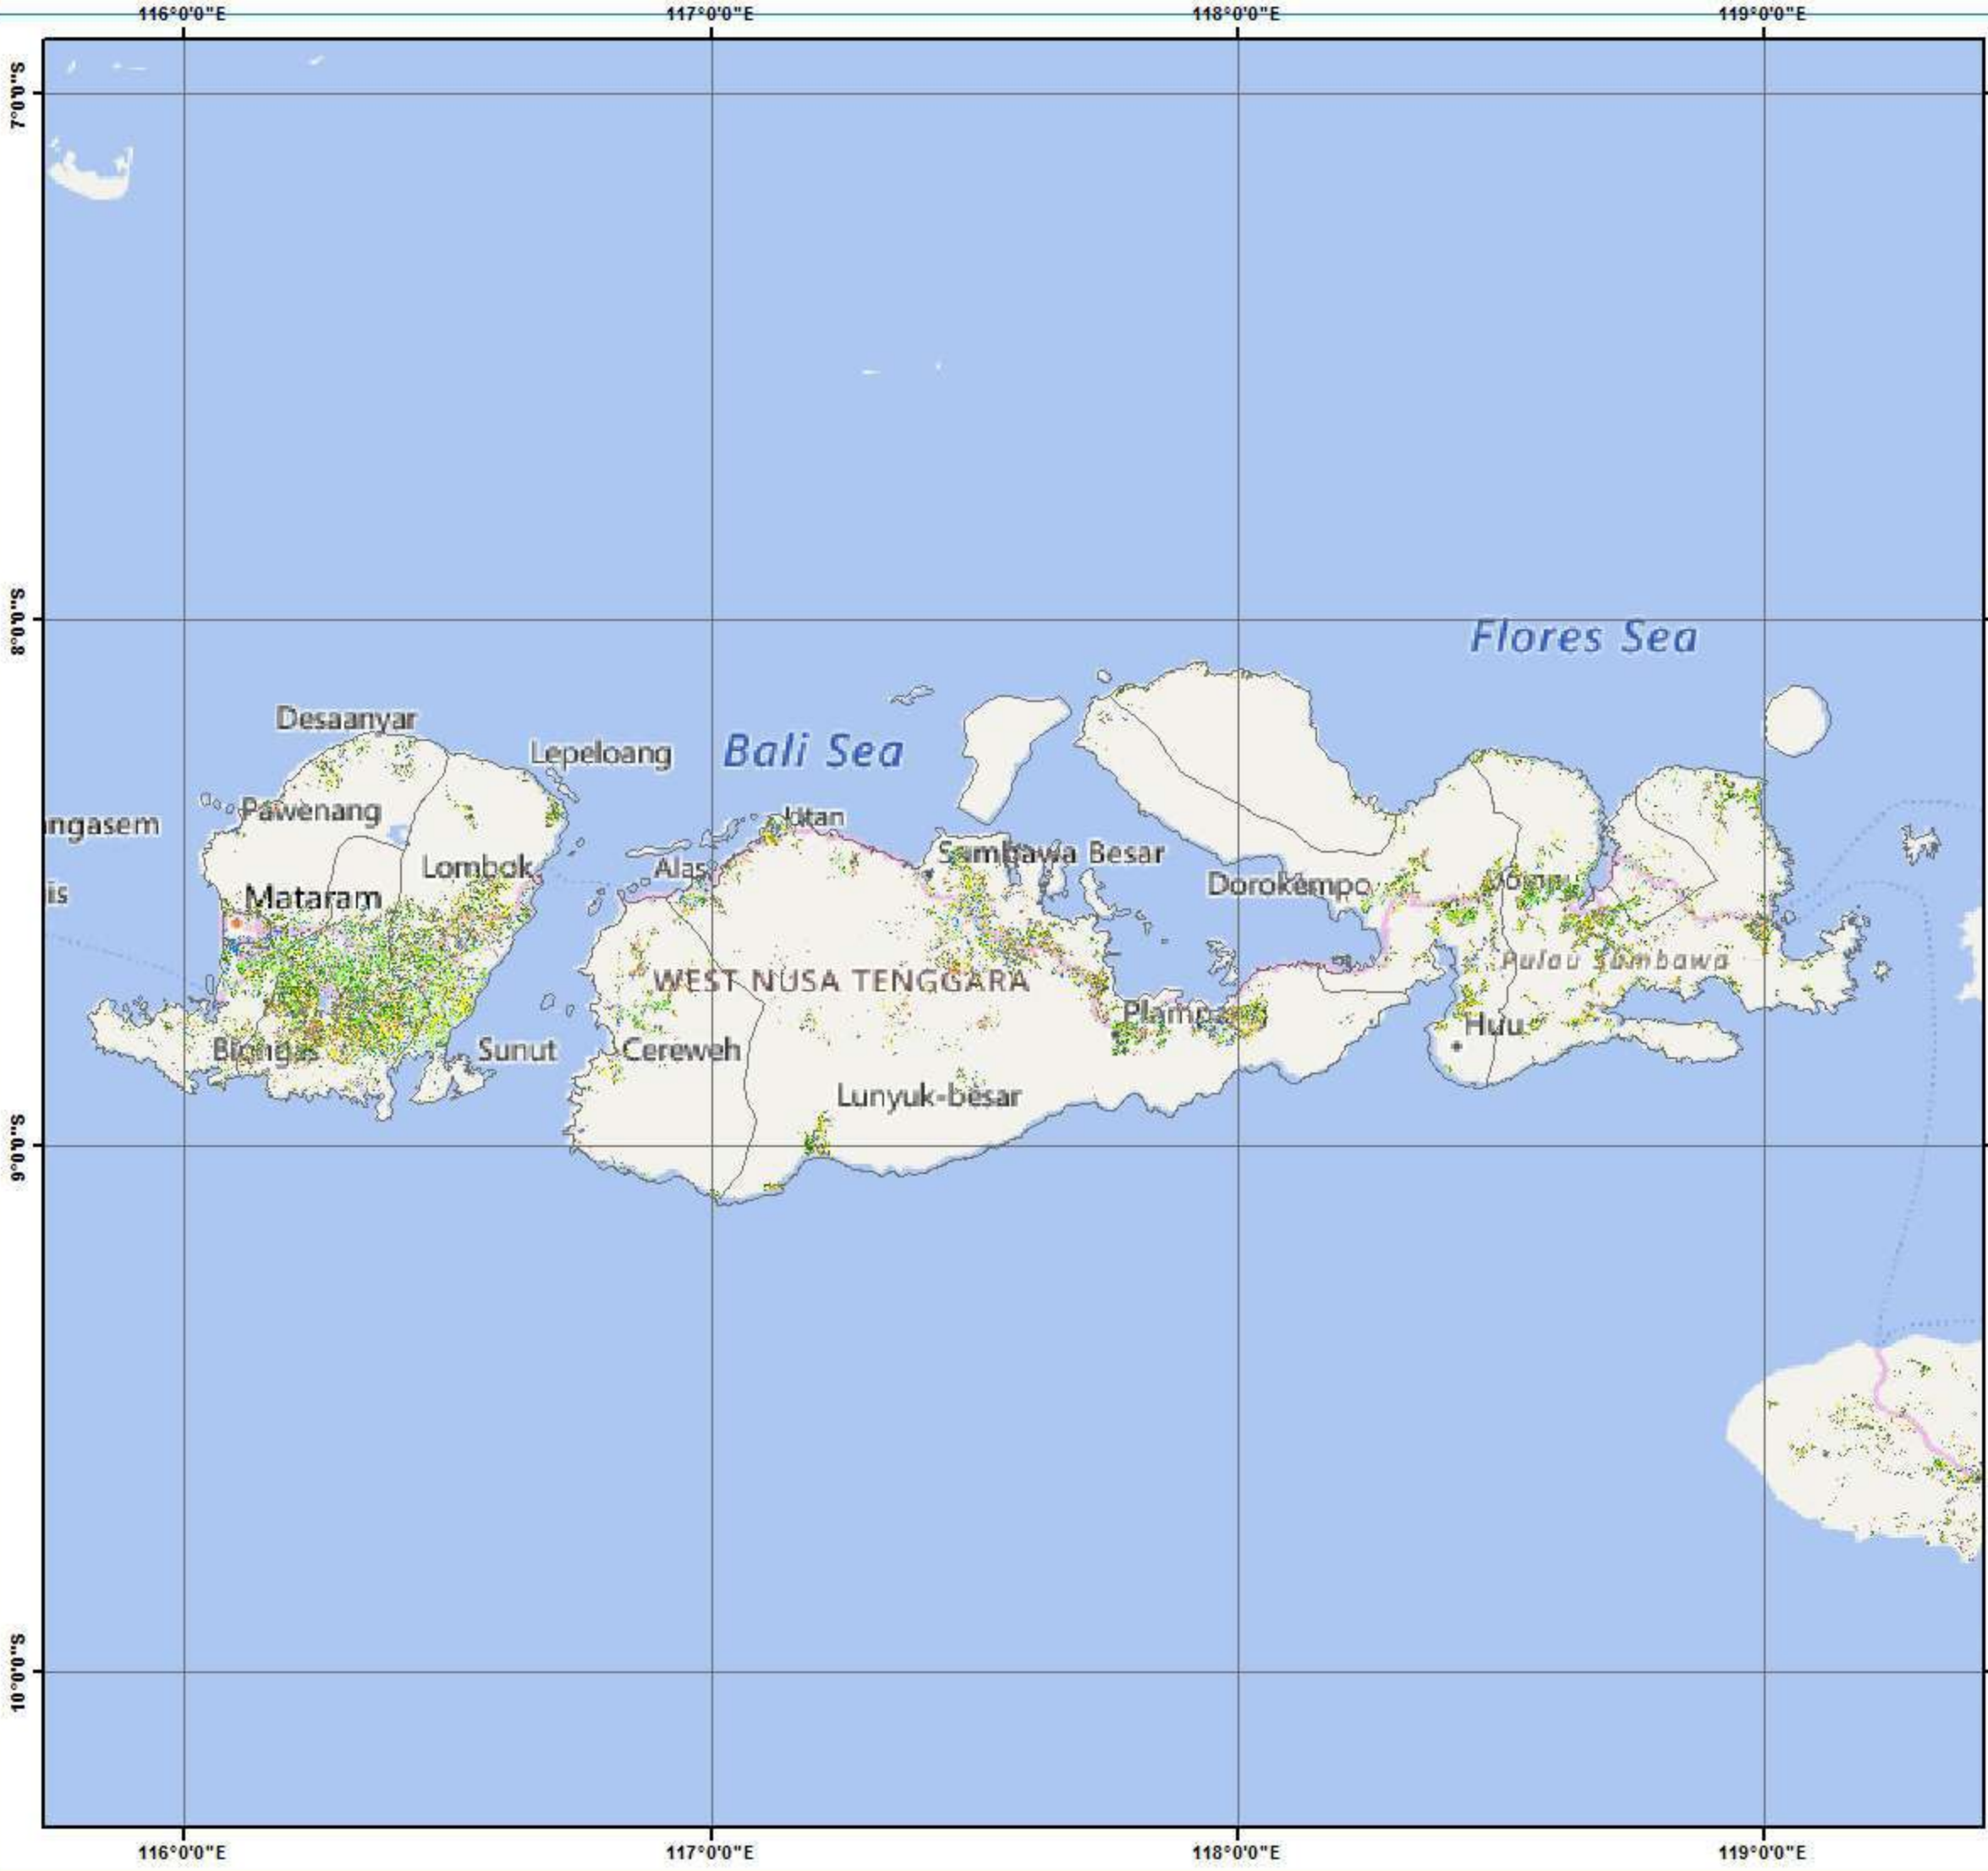 116°0'0"E 117°0'0"E 118°0'0"E 119°0'0"E
7°0'0"S
8°0'0"S
Flores Sea
Desaanyar
Bali Sea
Lepeloang
Pawenang
Utan
ngasem
Sumbawa Besar
Lombok
Alas
Dorokempo
is
Mataram
WEST NUSA TENGGARA
Pulau Sumbawa
Plampa
Huu
Sunut
Cereweh
Lunyuk-besar
9°0'0"S
10°0'0"S
116°0'0"E 117°0'0"E 118°0'0"E 119°0'0"E